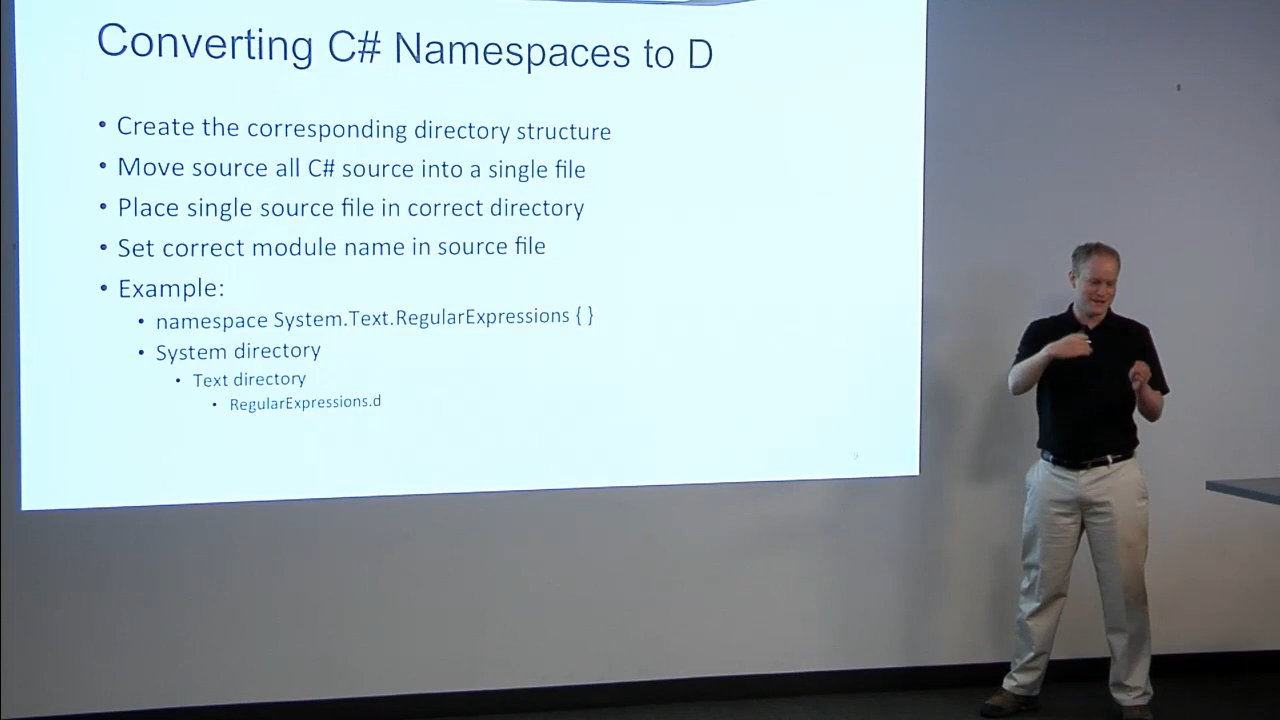 Converting C# Namespaces to D
• Create the corresponding directory structure
• Move source all C# source into a single file
• Place single source file in correct directory
• Set correct module name in source file
• Example:
• namespace System.Text.RegularExpressions { }
• System directory
• Text directory
• RegularExpressions.d
9